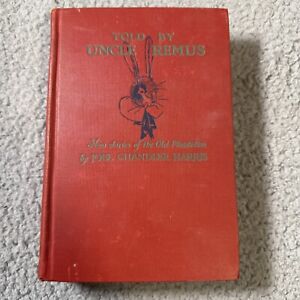 TOLD BY
UNCLE REMUS
New Stories of the Old Plantation
by JOEL CHANDLER HARRIS